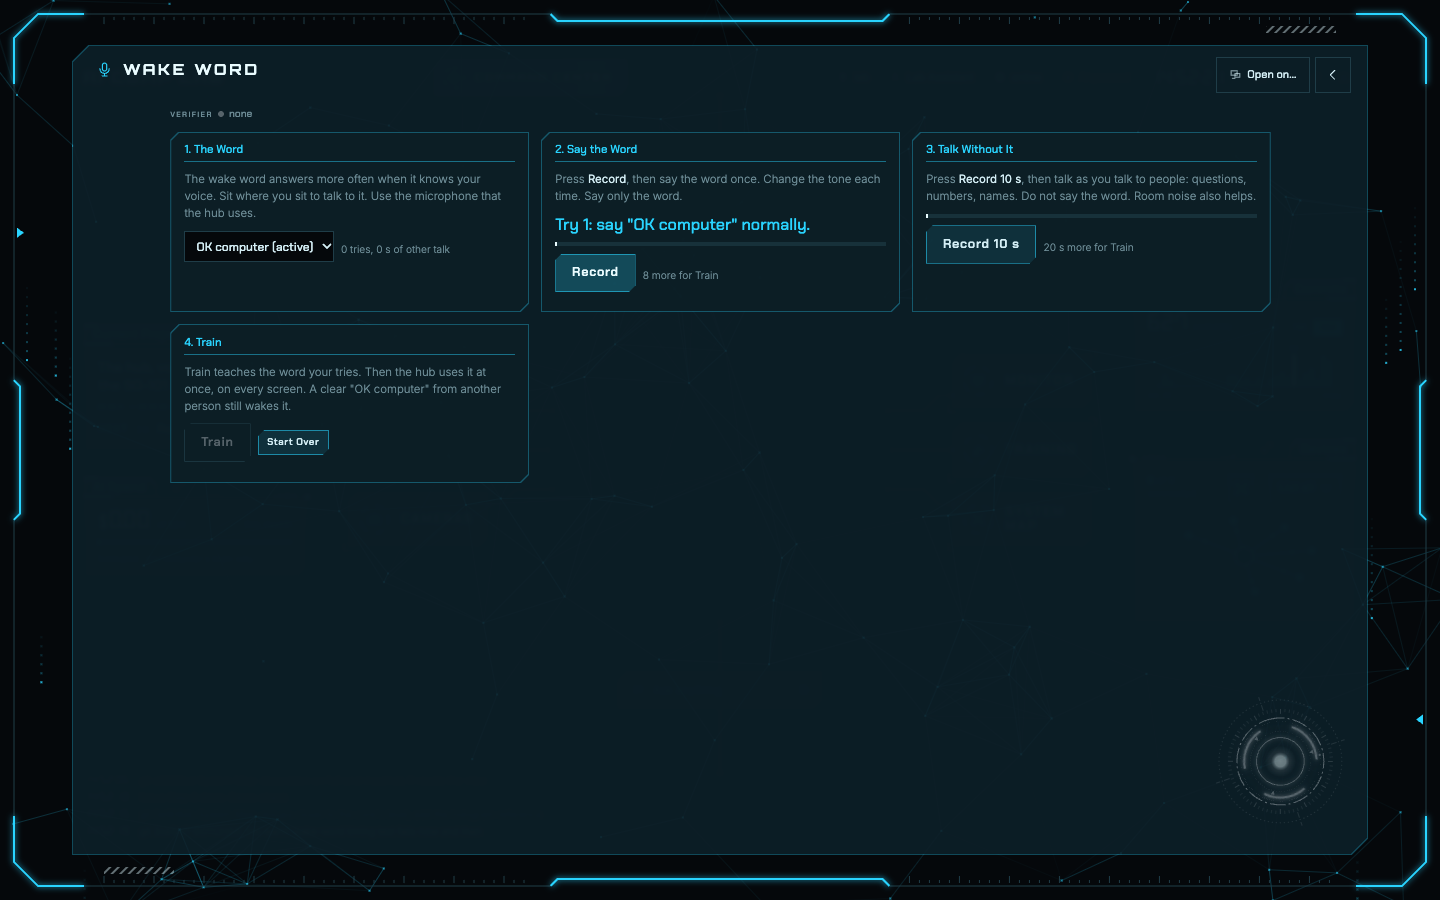 WAKE WORD
Open on...
VERIFIER none
1. The Word
The wake word answers more often when it knows your
voice. Sit where you sit to talk to it. Use the microphone that
the hub uses.
OK computer (active)
0 tries, 0 s of other talk
2. Say the Word
Press Record, then say the word once. Change the tone each
time. Say only the word.
Try 1: say "OK computer" normally.
Record
8 more for Train
3. Talk Without It
Press Record 10 s, then talk as you talk to people: questions,
numbers, names. Do not say the word. Room noise also helps.
Record 10 s
20 s more for Train
4. Train
Train teaches the word your tries. Then the hub uses it at
once, on every screen. A clear "OK computer" from another
person still wakes it.
Train
Start Over